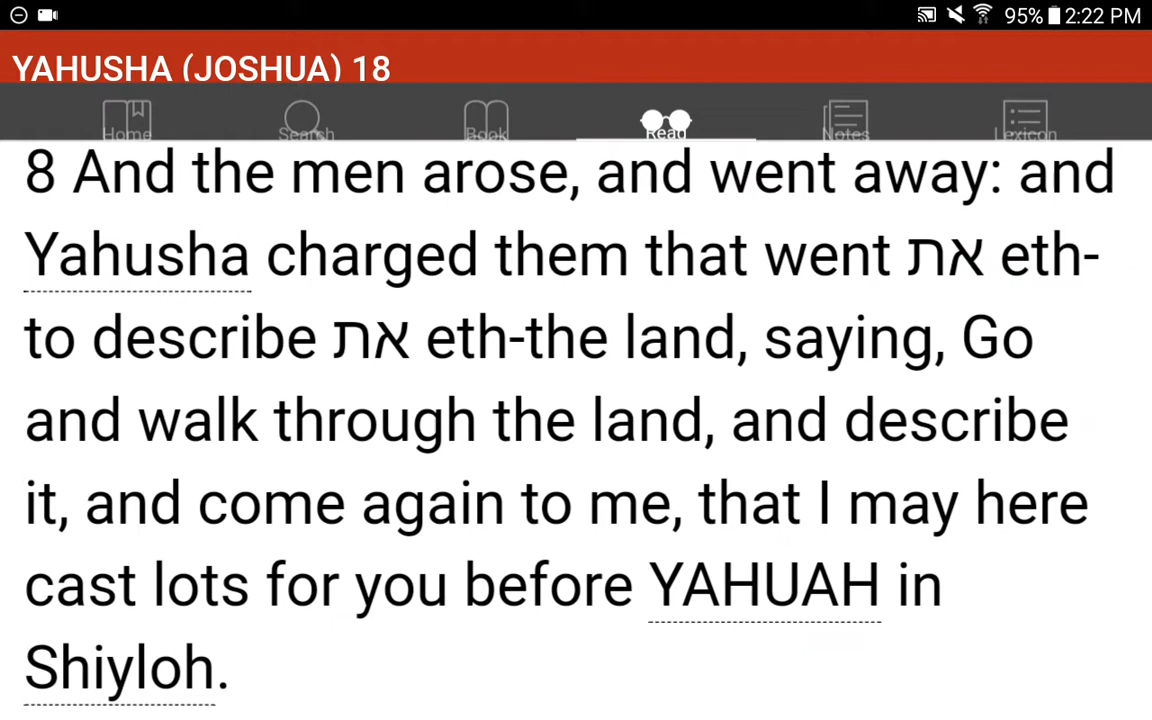 95% 2:22 PM
YAHUSHA (JOSHUA) 18
Home Search Book Read Notes Lexicon
8 And the men arose, and went away: and
Yahusha charged them that went את eth-
to describe את eth-the land, saying, Go
and walk through the land, and describe
it, and come again to me, that I may here
cast lots for you before YAHUAH in
Shiyloh.